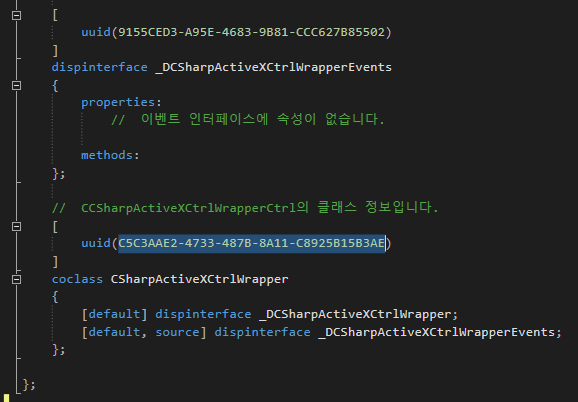 [
uuid(9155CED3-A95E-4683-9B81-CCC627B85502)
]
dispinterface _DCSharpActiveXCtrlWrapperEvents
{
properties:
//  이벤트 인터페이스에 속성이 없습니다.
methods:
};
//  CCSharpActiveXCtrlWrapperCtrl의 클래스 정보입니다.
[
uuid(C5C3AAE2-4733-487B-8A11-C8925B15B3AE)
]
coclass CSharpActiveXCtrlWrapper
{
[default] dispinterface _DCSharpActiveXCtrlWrapper;
[default, source] dispinterface _DCSharpActiveXCtrlWrapperEvents;
};
};